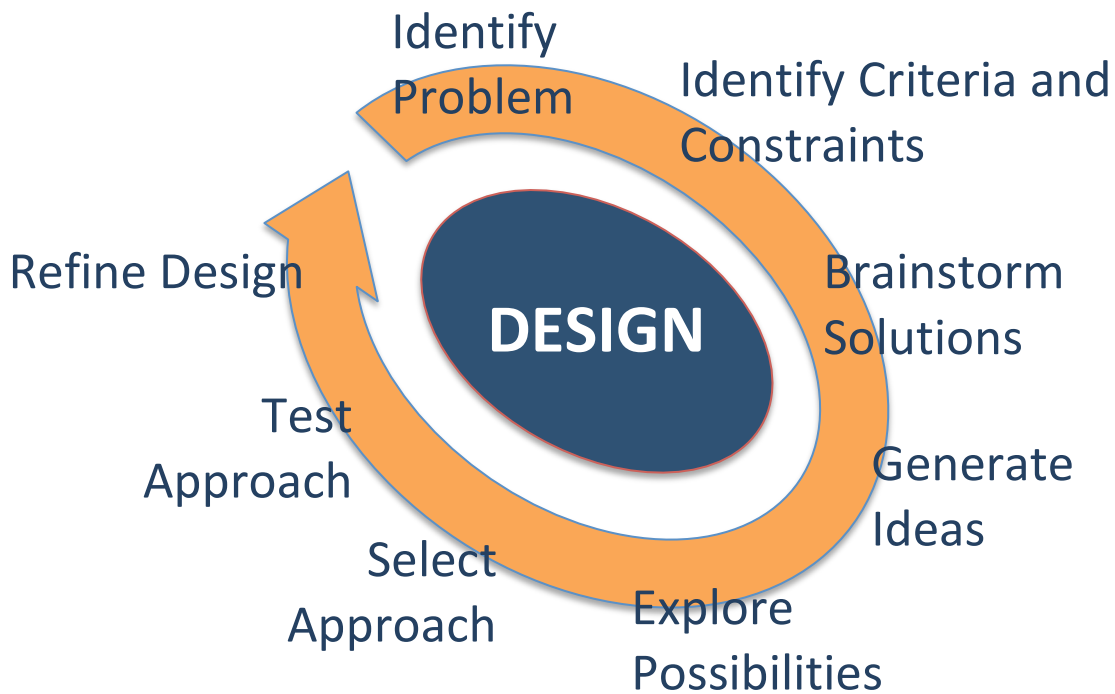 Identify
Problem
Identify Criteria and
Constraints
Brainstorm
Solutions
Generate
Ideas
Explore
Possibilities
Select
Approach
Test
Approach
Refine Design
DESIGN